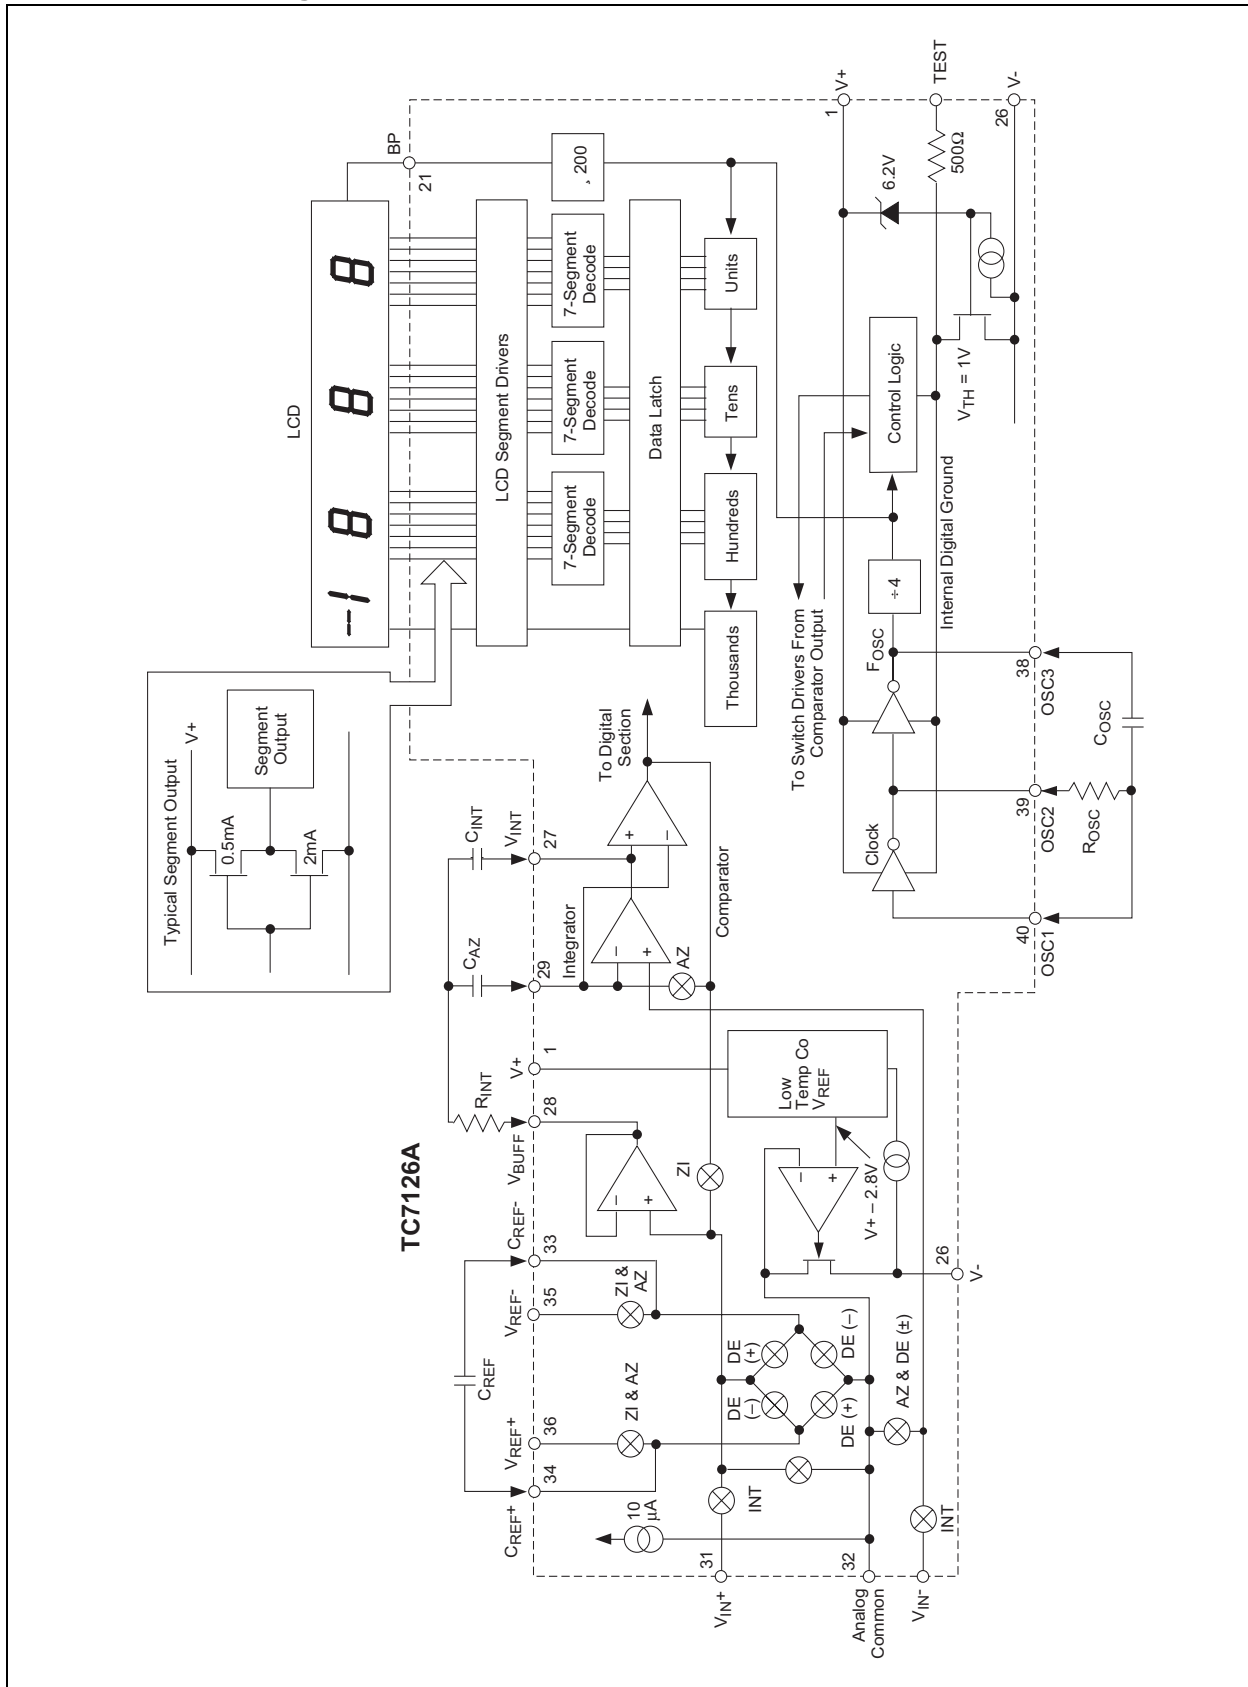 TC7126A
Typical Segment Output
V+
0.5mA
2mA
Segment
Output
LCD
BP
21
LCD Segment Drivers
7-Segment
Decode
7-Segment
Decode
7-Segment
Decode
¸ 200
Data Latch
Thousands
Hundreds
Tens
Units
CREF
RINT
CAZ
CINT
CREF+
34
VREF+
36
VREF-
35
CREF-
33
VBUFF
28
V+
1
29
VINT
27
Integrator
To Digital
Section
Comparator
10
µA
ZI & AZ
ZI &
AZ
ZI
AZ
–
+
–
+
+
–
31
VIN+
INT
DE
(–)
DE
(+)
DE (+)
DE (–)
32
Analog
Common
AZ & DE (±)
VIN-
INT
Low
Temp Co
VREF
–
+
V+ – 2.8V
26
V-
To Switch Drivers From
Comparator Output
Clock
FOSC
÷ 4
Control Logic
Internal Digital Ground
VTH = 1V
6.2V
500Ω
1
V+
TEST
26
V-
40
OSC1
39
OSC2
38
OSC3
ROSC
COSC